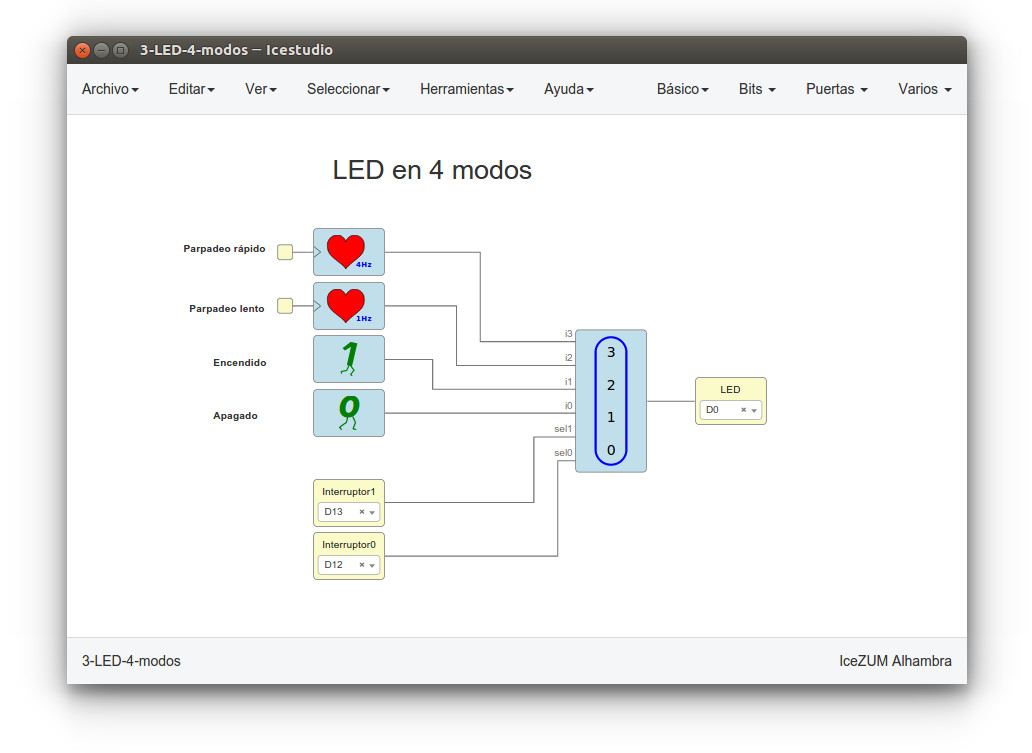 3-LED-4-modos — Icestudio
Archivo Editar Ver Seleccionar Herramientas Ayuda Básico Bits Puertas Varios
LED en 4 modos
Parpadeo rápido
4Hz
Parpadeo lento
1Hz
Encendido
1
Apagado
0
i3
i2
i1
i0
sel1
sel0
3
2
1
0
LED
D0
Interruptor1
D13
Interruptor0
D12
3-LED-4-modos IceZUM Alhambra